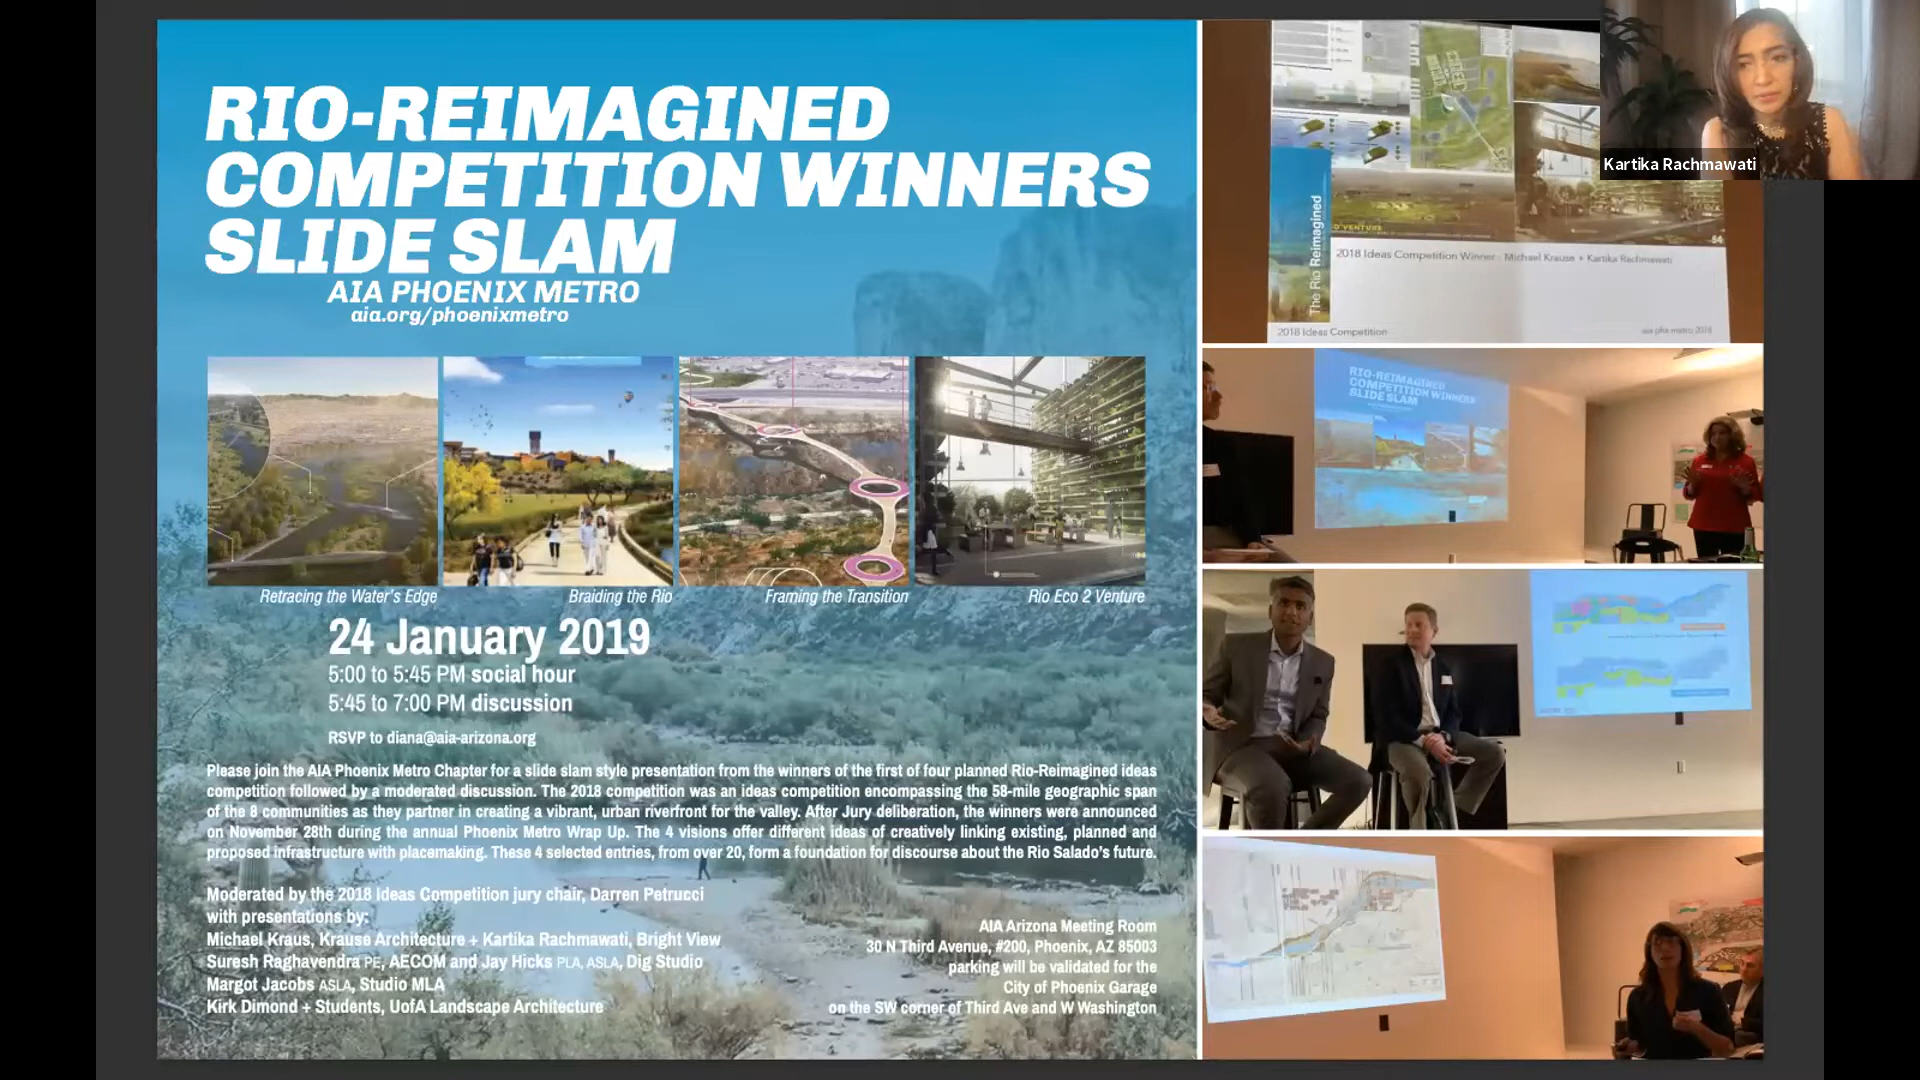 RIO-REIMAGINED
COMPETITION WINNERS
SLIDE SLAM
AIA PHOENIX METRO
aia.org/phoenixmetro
Retracing the Water's Edge
Braiding the Rio
Framing the Transition
Rio Eco 2 Venture
24 January 2019
5:00 to 5:45 PM social hour
5:45 to 7:00 PM discussion
RSVP to diana@aia-arizona.org
Please join the AIA Phoenix Metro Chapter for a slide slam style presentation from the winners of the first of four planned Rio-Reimagined ideas
competition followed by a moderated discussion. The 2018 competition was an ideas competition encompassing the 58-mile geographic span
of the 8 communities as they partner in creating a vibrant, urban riverfront for the valley. After Jury deliberation, the winners were announced
on November 28th during the annual Phoenix Metro Wrap Up. The 4 visions offer different ideas of creatively linking existing, planned and
proposed infrastructure with placemaking. These 4 selected entries, from over 20, form a foundation for discourse about the Rio Salado's future.
Moderated by the 2018 Ideas Competition jury chair, Darren Petrucci
with presentations by:
Michael Kraus, Krause Architecture + Kartika Rachmawati, Bright View
Suresh Raghavendra PE, AECOM and Jay Hicks PLA, ASLA, Dig Studio
Margot Jacobs ASLA, Studio MLA
Kirk Dimond + Students, UofA Landscape Architecture
AIA Arizona Meeting Room
30 N Third Avenue, #200, Phoenix, AZ 85003
parking will be validated for the
City of Phoenix Garage
on the SW corner of Third Ave and W Washington
The Rio Reimagined
D'VENTURE
54
2018 Ideas Competition Winner - Michael Krause + Kartika Rachmawati
2018 Ideas Competition
aia phx metro 2018
RIO-REIMAGINED
COMPETITION WINNERS
SLIDE SLAM
Kartika Rachmawati